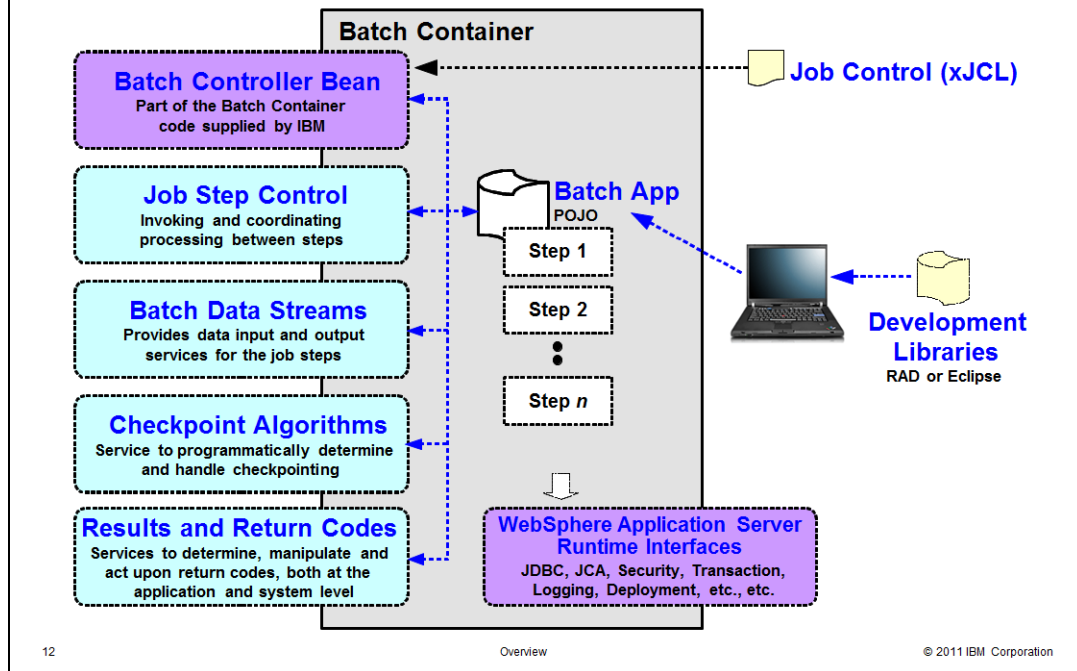 Batch Container
Batch Controller Bean
Part of the Batch Container
code supplied by IBM
Job Control (xJCL)
Job Step Control
Invoking and coordinating
processing between steps
Batch App
POJO
Step 1
Step 2
Step n
Batch Data Streams
Provides data input and output
services for the job steps
Development
Libraries
RAD or Eclipse
Checkpoint Algorithms
Service to programmatically determine
and handle checkpointing
Results and Return Codes
Services to determine, manipulate and
act upon return codes, both at the
application and system level
WebSphere Application Server
Runtime Interfaces
JDBC, JCA, Security, Transaction,
Logging, Deployment, etc., etc.
12
Overview
© 2011 IBM Corporation